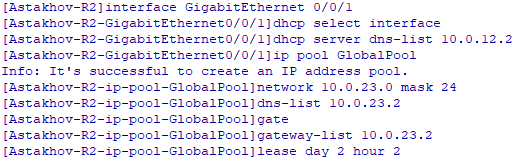 [Astakhov-R2]interface GigabitEthernet 0/0/1
[Astakhov-R2-GigabitEthernet0/0/1]dhcp select interface
[Astakhov-R2-GigabitEthernet0/0/1]dhcp server dns-list 10.0.12.2
[Astakhov-R2-GigabitEthernet0/0/1]ip pool GlobalPool
Info: It's successful to create an IP address pool.
[Astakhov-R2-ip-pool-GlobalPool]network 10.0.23.0 mask 24
[Astakhov-R2-ip-pool-GlobalPool]dns-list 10.0.23.2
[Astakhov-R2-ip-pool-GlobalPool]gate
[Astakhov-R2-ip-pool-GlobalPool]gateway-list 10.0.23.2
[Astakhov-R2-ip-pool-GlobalPool]lease day 2 hour 2